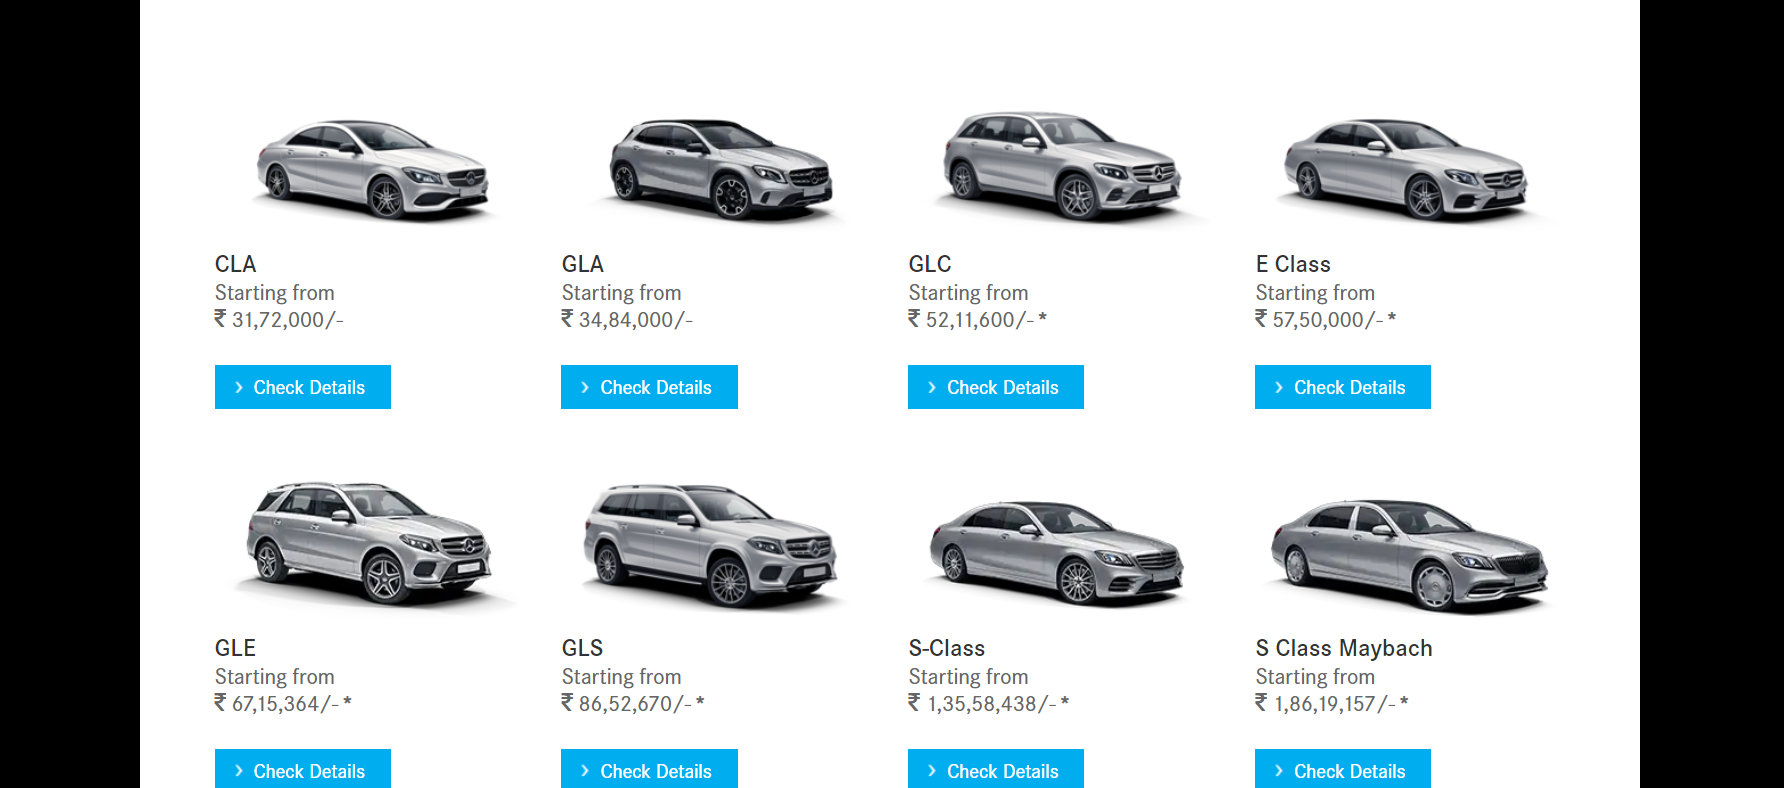 CLA
Starting from
₹ 31,72,000/-
› Check Details
GLA
Starting from
₹ 34,84,000/-
› Check Details
GLC
Starting from
₹ 52,11,600/- *
› Check Details
E Class
Starting from
₹ 57,50,000/- *
› Check Details
GLE
Starting from
₹ 67,15,364/- *
› Check Details
GLS
Starting from
₹ 86,52,670/- *
› Check Details
S-Class
Starting from
₹ 1,35,58,438/- *
› Check Details
S Class Maybach
Starting from
₹ 1,86,19,157/- *
› Check Details